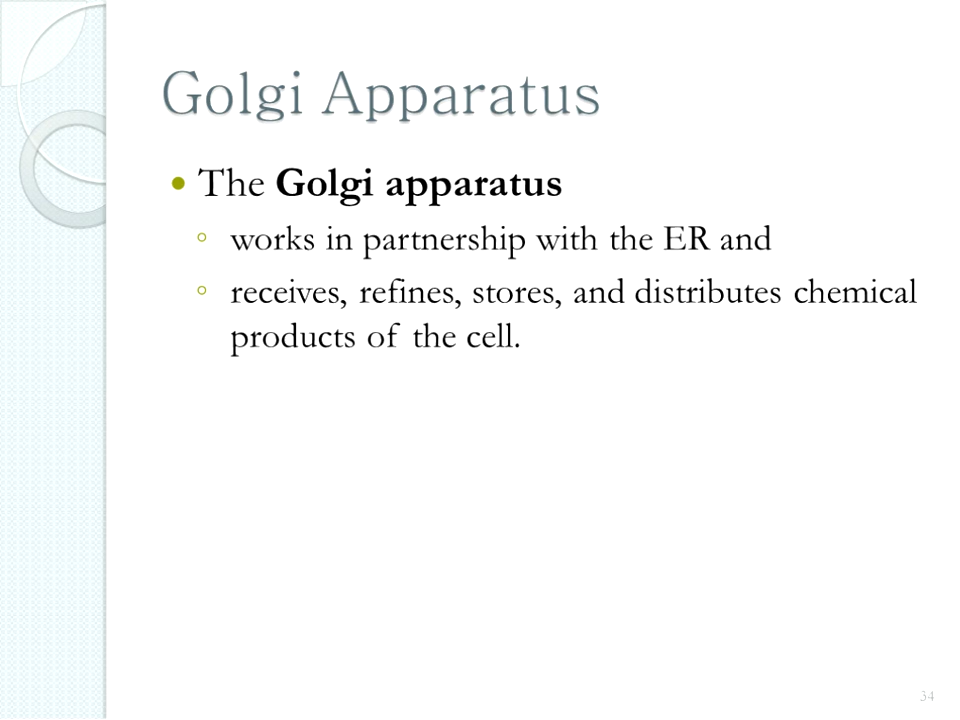 Golgi Apparatus
• The Golgi apparatus
◦ works in partnership with the ER and
◦ receives, refines, stores, and distributes chemical
products of the cell.
34